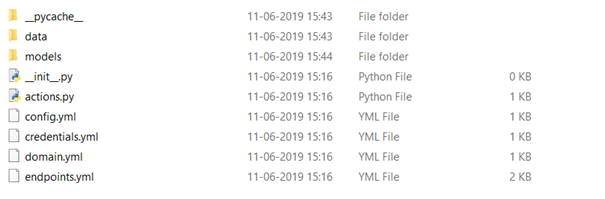 __pycache__ 11-06-2019 15:43 File folder
data 11-06-2019 15:43 File folder
models 11-06-2019 15:44 File folder
__init__.py 11-06-2019 15:16 Python File 0 KB
actions.py 11-06-2019 15:16 Python File 1 KB
config.yml 11-06-2019 15:16 YML File 1 KB
credentials.yml 11-06-2019 15:16 YML File 1 KB
domain.yml 11-06-2019 15:16 YML File 1 KB
endpoints.yml 11-06-2019 15:16 YML File 2 KB